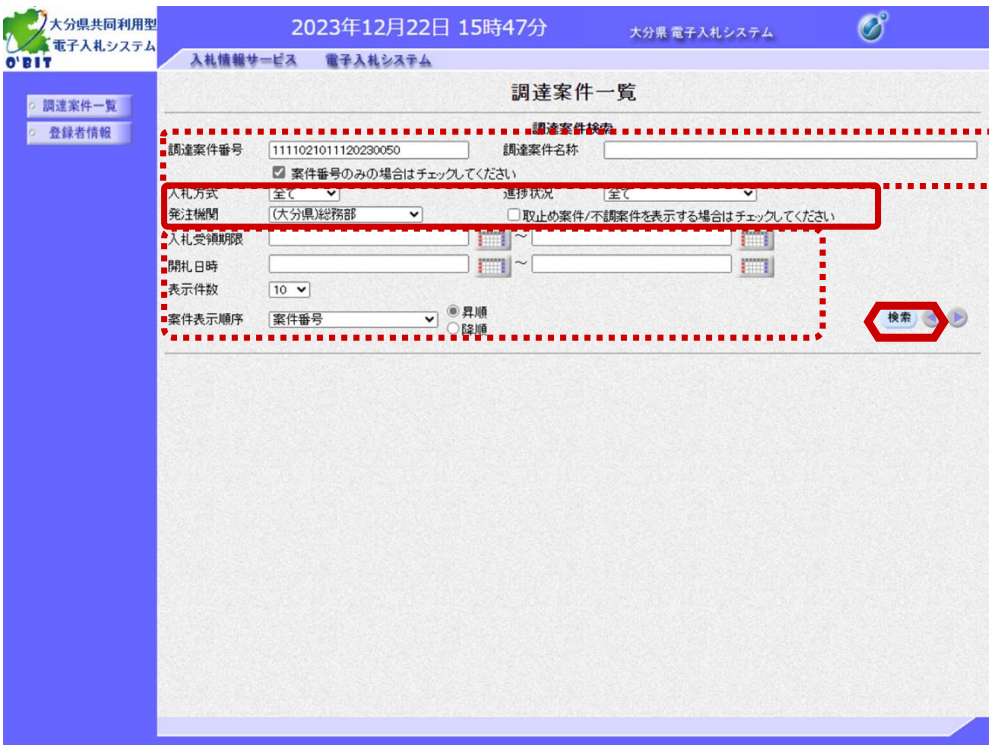 大分県共同利用型
電子入札システム
O'BIT
2023年12月22日 15時47分
大分県 電子入札システム
入札情報サービス 電子入札システム
調達案件一覧
登録者情報
調達案件一覧
調達案件検索
調達案件番号 1111021011120230050 調達案件名称
案件番号のみの場合はチェックしてください
入札方式 全て 進捗状況 全て
発注機関 (大分県)総務部 取止め案件/不調案件を表示する場合はチェックしてください
入札受領期限 ～
開札日時 ～
表示件数 10
案件表示順序 案件番号 昇順
降順
検索